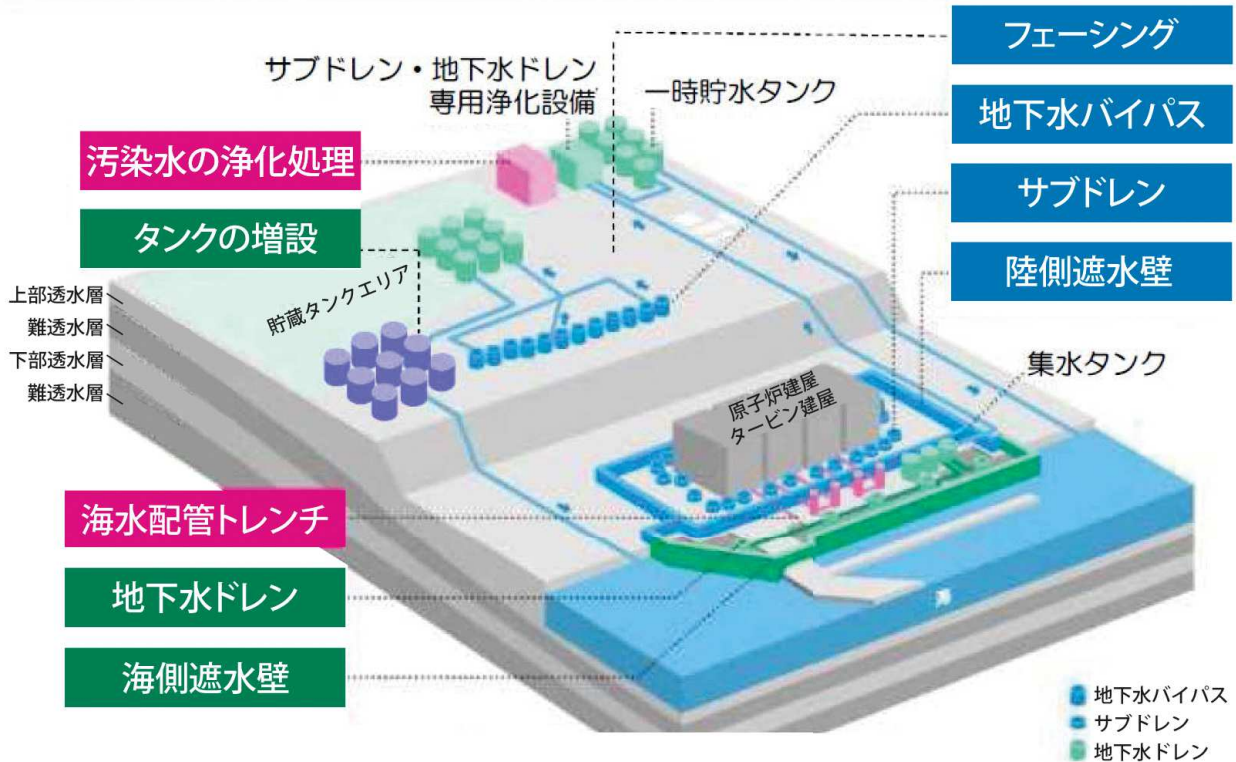 フェーシング
サブドレン・地下水ドレン
専用浄化設備
一時貯水タンク
地下水バイパス
汚染水の浄化処理
サブドレン
タンクの増設
陸側遮水壁
貯蔵タンクエリア
上部透水層
難透水層
下部透水層
難透水層
集水タンク
原子炉建屋
タービン建屋
海水配管トレンチ
地下水ドレン
海
海側遮水壁
地下水バイパス
サブドレン
地下水ドレン